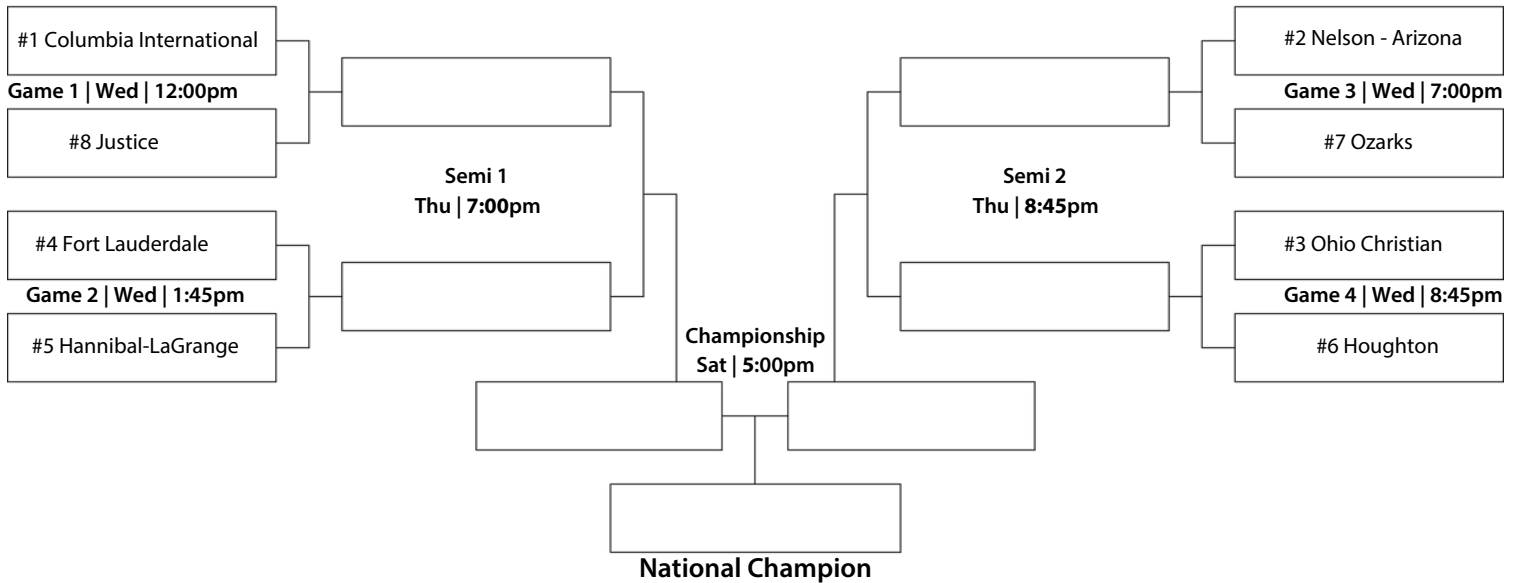 #1 Columbia International
Game 1 | Wed | 12:00pm
#8 Justice
#4 Fort Lauderdale
Game 2 | Wed | 1:45pm
#5 Hannibal-LaGrange
Semi 1
Thu | 7:00pm
Championship
Sat | 5:00pm
National Champion
Semi 2
Thu | 8:45pm
#2 Nelson - Arizona
Game 3 | Wed | 7:00pm
#7 Ozarks
#3 Ohio Christian
Game 4 | Wed | 8:45pm
#6 Houghton